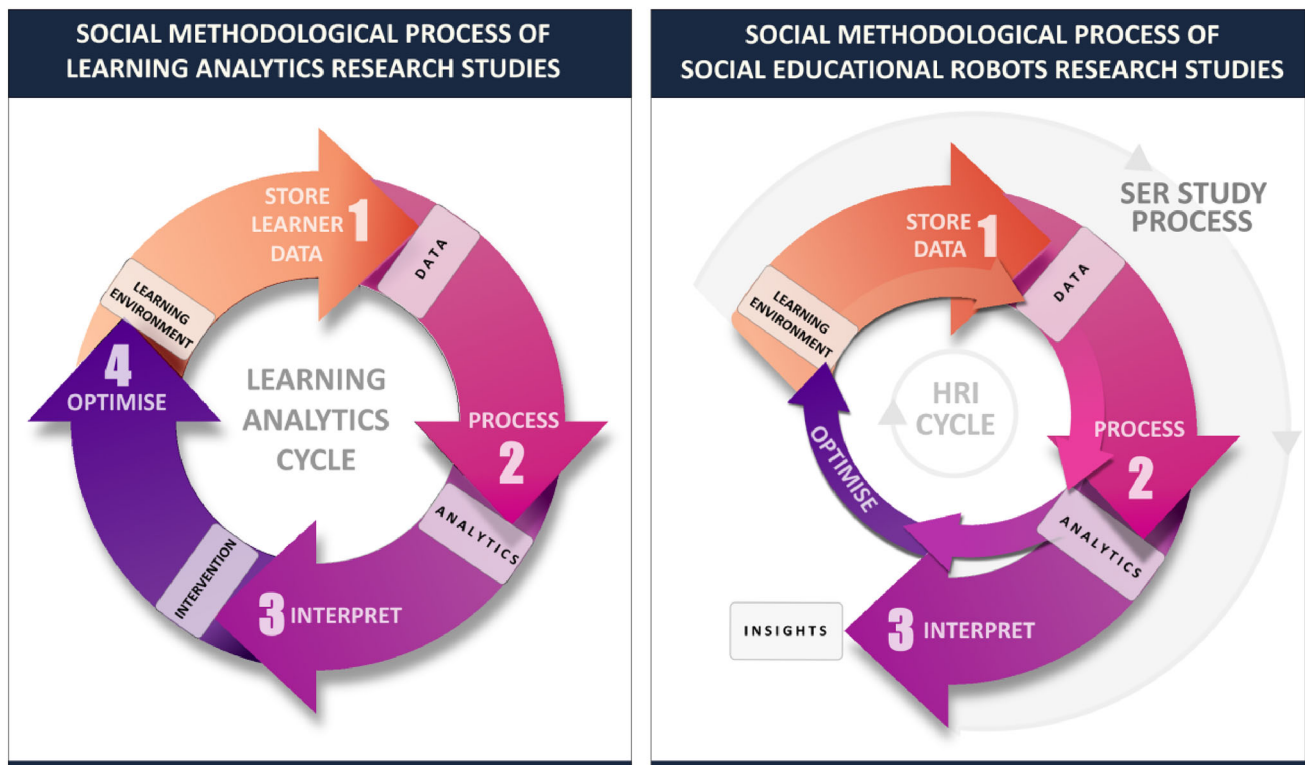 SOCIAL METHODOLOGICAL PROCESS OF
LEARNING ANALYTICS RESEARCH STUDIES
STORE
LEARNER
DATA
1
DATA
LEARNING
ENVIRONMENT
4
OPTIMISE
LEARNING
ANALYTICS
CYCLE
PROCESS
2
ANALYTICS
INTERVENTION
3 INTERPRET
SOCIAL METHODOLOGICAL PROCESS OF
SOCIAL EDUCATIONAL ROBOTS RESEARCH STUDIES
SER STUDY
PROCESS
STORE
DATA
1
DATA
LEARNING
ENVIRONMENT
HRI
CYCLE
OPTIMISE
PROCESS
2
ANALYTICS
INSIGHTS
3 INTERPRET